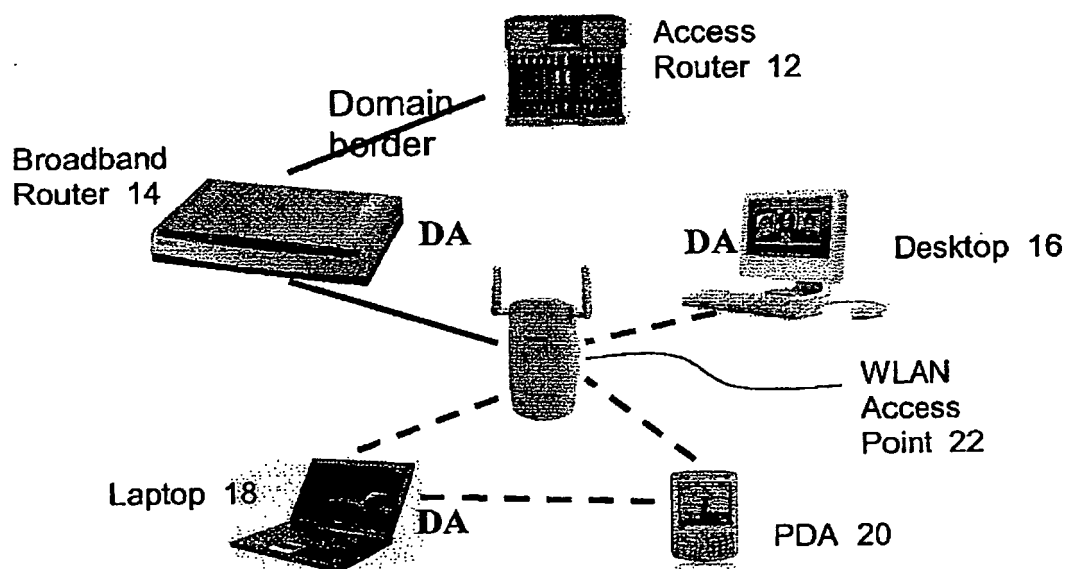 Access
Router 12
Domain
border
Broadband
Router 14
DA
DA
Desktop 16
WLAN
Access
Point 22
Laptop 18
DA
PDA 20